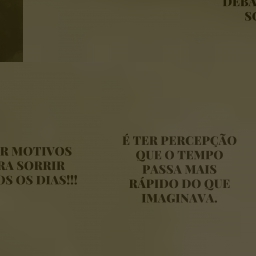 DEBA
SO
R MOTIVOS
RA SORRIR
OS OS DIAS!!!
É TER PERCEPÇÃO
QUE O TEMPO
PASSA MAIS
RÁPIDO DO QUE
IMAGINAVA.